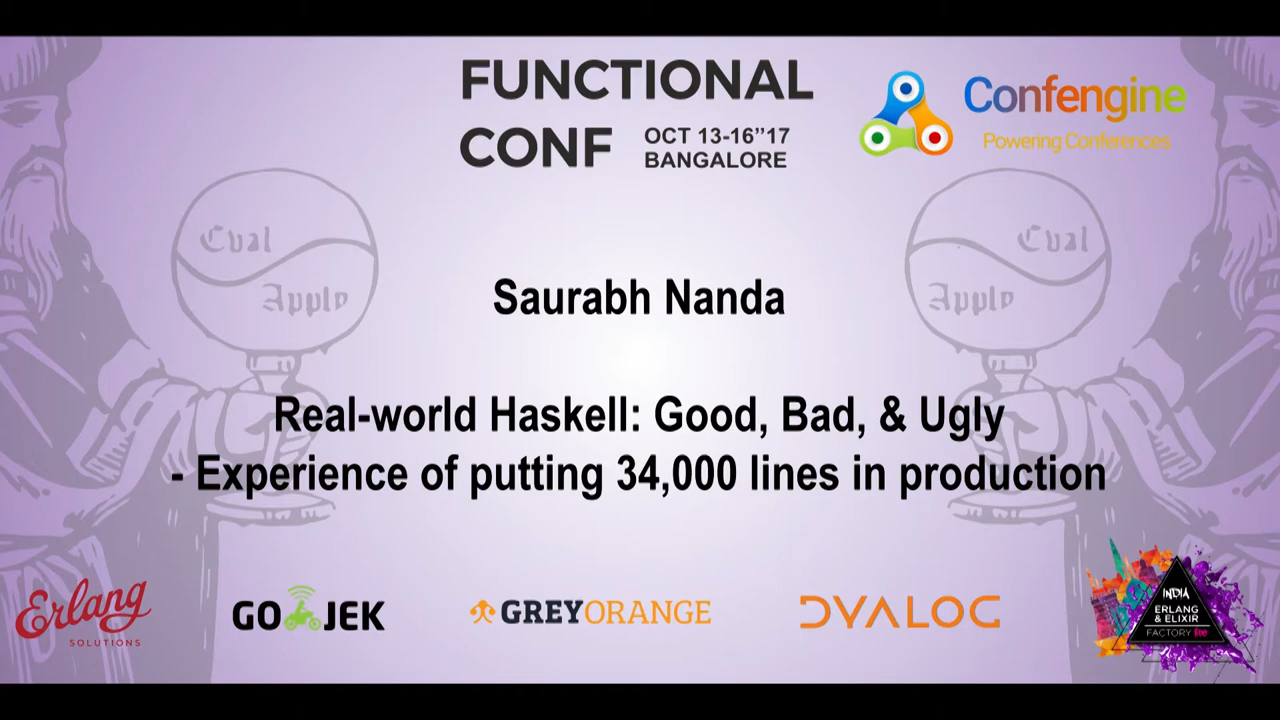 FUNCTIONAL
CONF
OCT 13-16”17
BANGALORE
Confengine
Powering Conferences
Eval
Apply
Eval
Apply
Saurabh Nanda
Real-world Haskell: Good, Bad, & Ugly
- Experience of putting 34,000 lines in production
Erlang
SOLUTIONS
GO JEK
GREYORANGE
DYALOG
INDIA
ERLANG
& ELIXIR
FACTORY lite